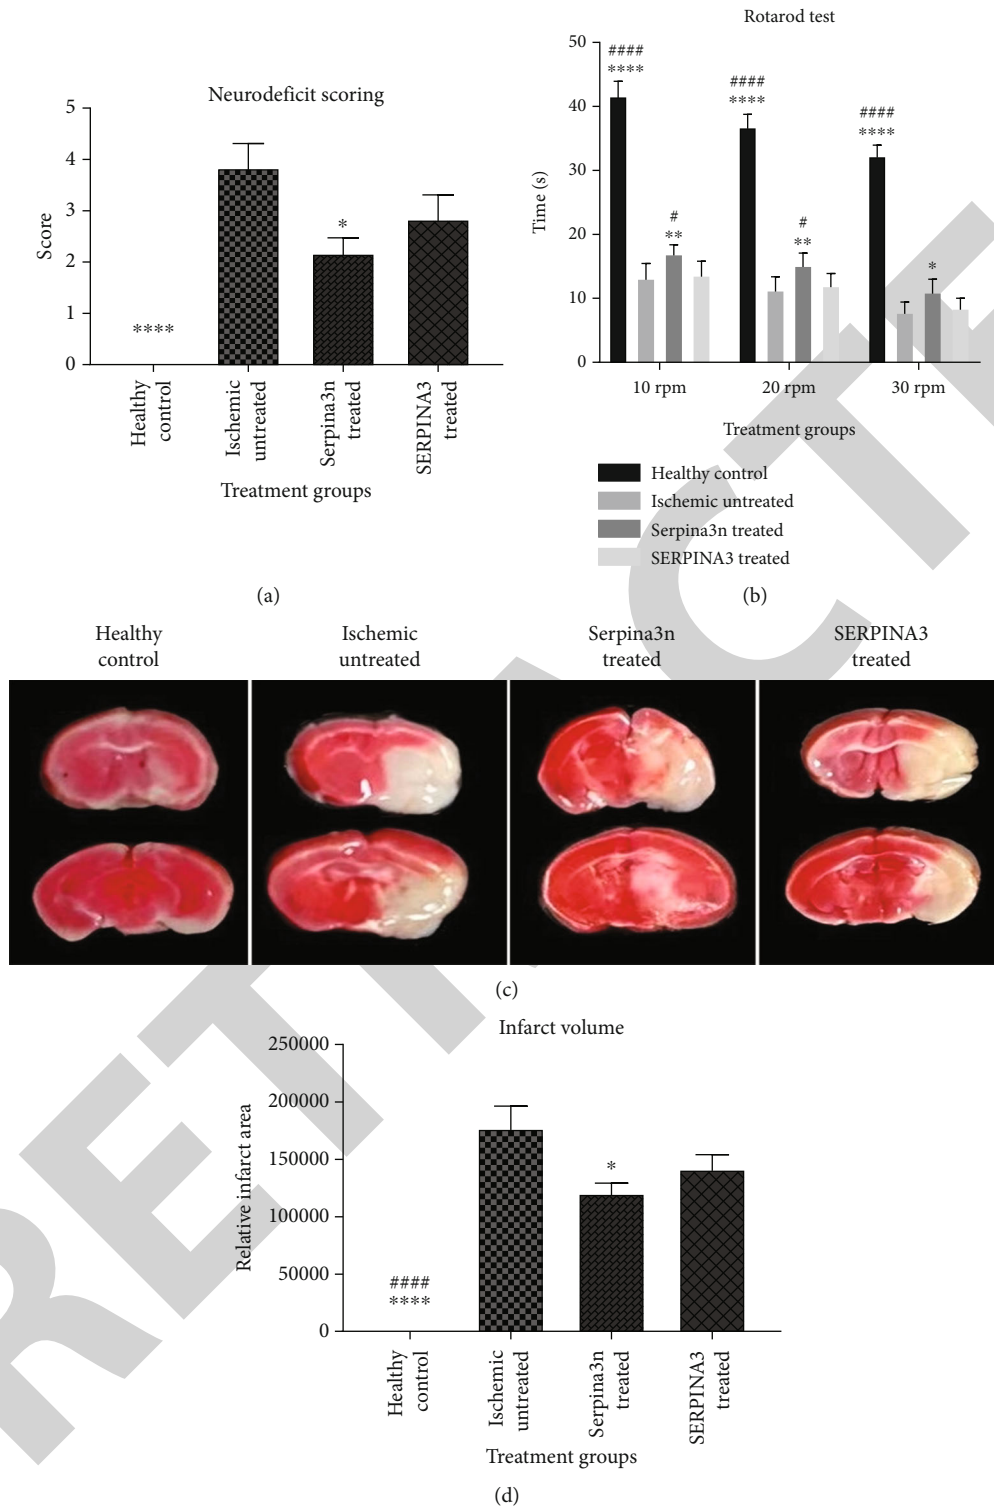 Neurodeficit scoring
5
4
3
2
1
0
Score
****
*
Healthy
control
Ischemic
untreated
Serpina3n
treated
SERPINA3
treated
Treatment groups
(a)
Rotarod test
50
40
30
20
10
0
Time (s)
####
****
####
****
####
****
#
**
#
**
*
10 rpm
20 rpm
30 rpm
Treatment groups
Healthy control
Ischemic untreated
Serpina3n treated
SERPINA3 treated
(b)
Healthy
control
Ischemic
untreated
Serpina3n
treated
SERPINA3
treated
(c)
Infarct volume
250000
200000
150000
100000
50000
0
Relative infarct area
####
****
*
Healthy
control
Ischemic
untreated
Serpina3n
treated
SERPINA3
treated
Treatment groups
(d)
RETRACTE